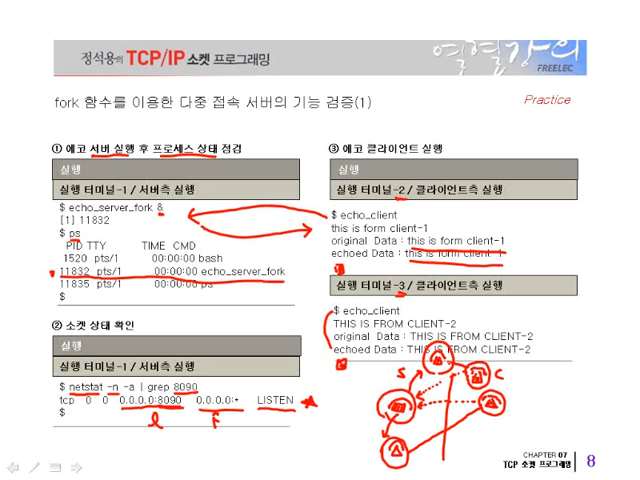 정석용의 TCP/IP 소켓 프로그래밍
열혈강의
FREELEC
fork 함수를 이용한 다중 접속 서버의 기능 검증(1)
Practice
① 에코 서버 실행 후 프로세스 상태 점검
실행
실행 터미널-1 / 서버측 실행
$ echo_server_fork &
[1] 11832
$ ps
PID TTY TIME CMD
1520 pts/1 00:00:00 bash
11832 pts/1 00:00:00 echo_server_fork
11835 pts/1 00:00:00 ps
$
② 소켓 상태 확인
실행
실행 터미널-1 / 서버측 실행
$ netstat -n -a | grep 8090
tcp 0 0 0.0.0.0:8090 0.0.0.0:* LISTEN
$
l F
③ 에코 클라이언트 실행
실행
실행 터미널-2 / 클라이언트측 실행
$ echo_client
this is form client-1
original Data : this is form client-1
echoed Data : this is form client-1
실행 터미널-3 / 클라이언트측 실행
$ echo_client
THIS IS FROM CLIENT-2
original Data : THIS IS FROM CLIENT-2
echoed Data : THIS IS FROM CLIENT-2
S C
CHAPTER 07
TCP 소켓 프로그래밍
8